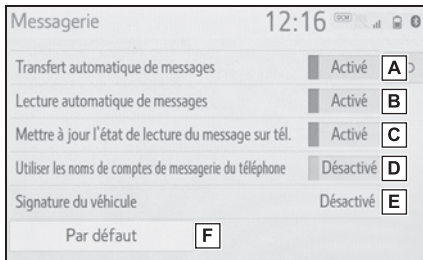 Messagerie 12:16 DCM
Transfert automatique de messages Activé A
Lecture automatique de messages Activé B
Mettre à jour l'état de lecture du message sur tél. Activé C
Utiliser les noms de comptes de messagerie du téléphone Désactivé D
Signature du véhicule Désactivé E
Par défaut F